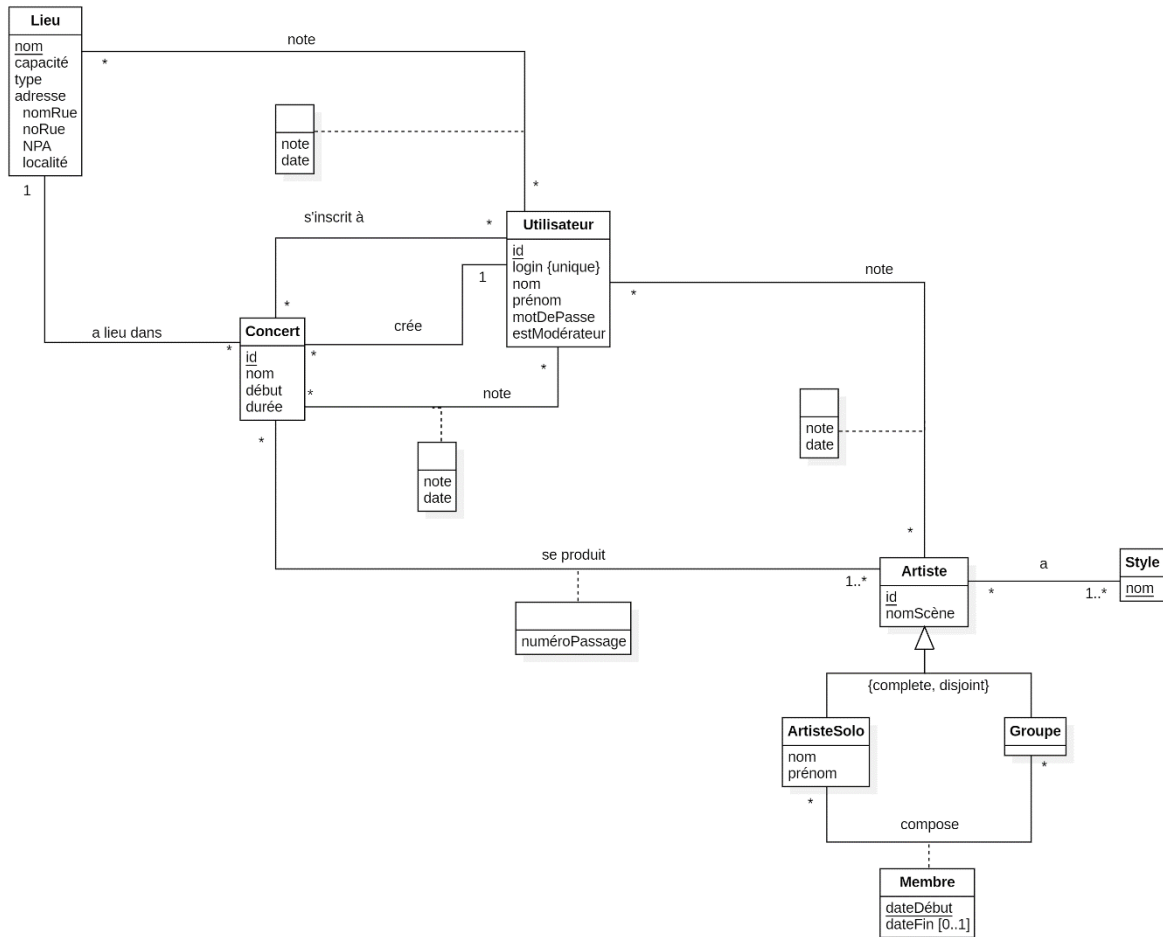 Lieu
nom
capacité
type
adresse
nomRue
noRue
NPA
localité
note
*
note
date
*
1
s'inscrit à
*
Utilisateur
id
login {unique}
nom
prénom
motDePasse
estModérateur
1
note
*
*
a lieu dans
*
Concert
id
nom
début
durée
crée
*
*
note
*
*
note
date
note
date
*
se produit
1..*
numéroPassage
Artiste
id
nomScène
a
*
1..*
Style
nom
{complete, disjoint}
ArtisteSolo
nom
prénom
*
Groupe
*
compose
Membre
dateDébut
dateFin [0..1]